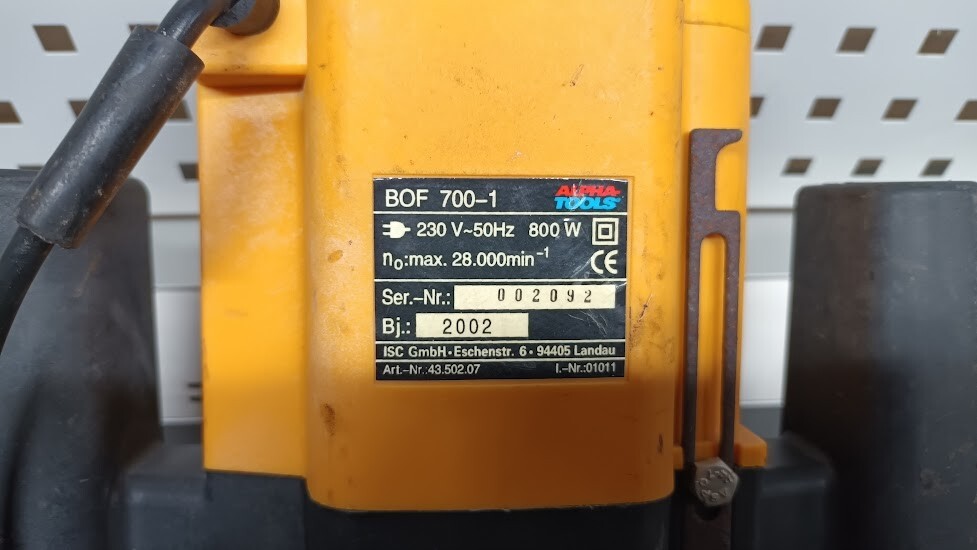 BOF 700-1 ALPHA-TOOLS
230 V~50Hz 800 W
n₀:max. 28.000min⁻¹ CE
Ser.-Nr.: 002092
Bj.: 2002
ISC GmbH·Eschenstr. 6·94405 Landau
Art.-Nr.:43.502.07 I.-Nr.:01011